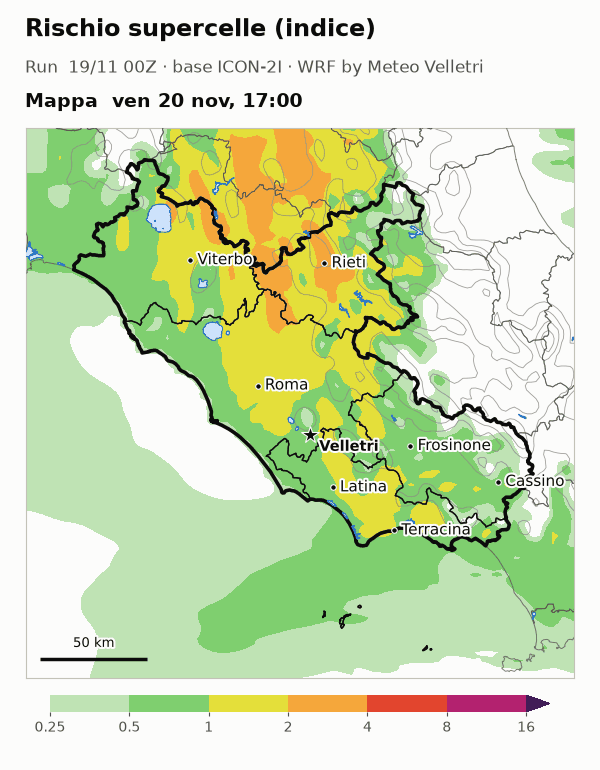 Rischio supercelle (indice)
Run  19/11 00Z · base ICON-2I · WRF by Meteo Velletri
Mappa  ven 20 nov, 17:00
Viterbo
Rieti
Roma
Velletri
Frosinone
Cassino
Latina
Terracina
50 km
0.25 0.5 1 2 4 8 16